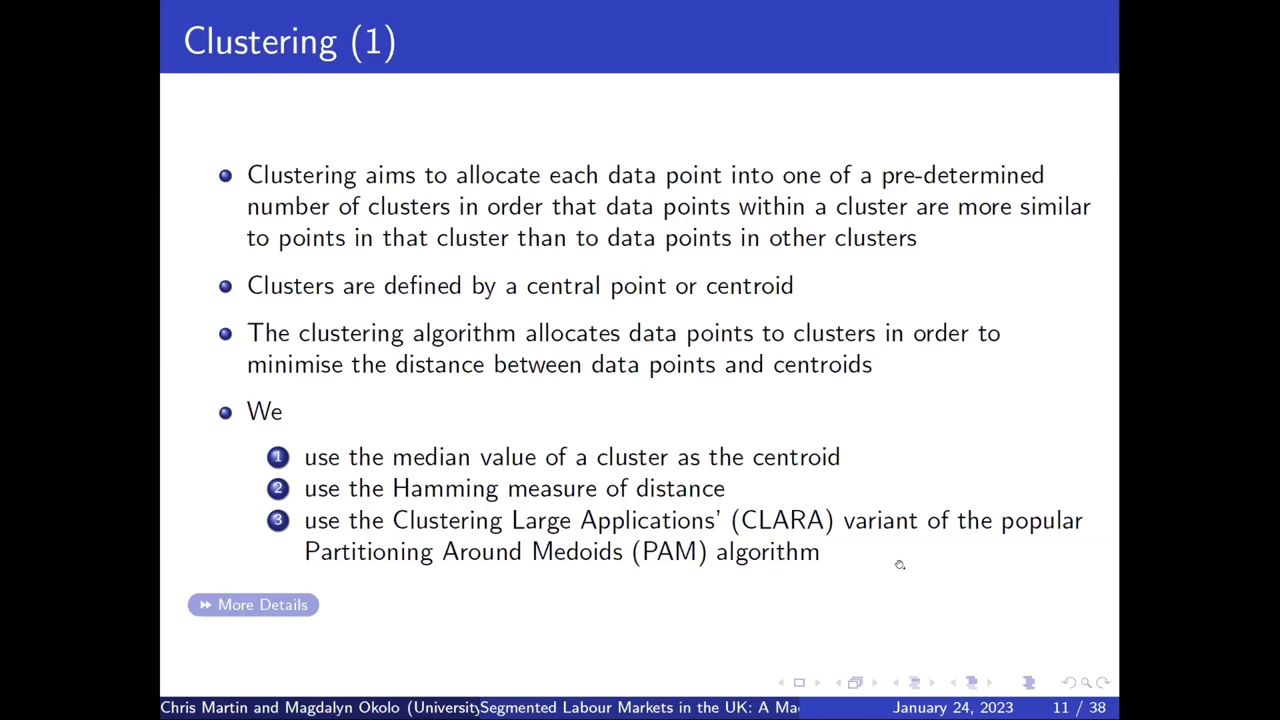 Clustering (1)
Clustering aims to allocate each data point into one of a pre-determined
number of clusters in order that data points within a cluster are more similar
to points in that cluster than to data points in other clusters
Clusters are defined by a central point or centroid
The clustering algorithm allocates data points to clusters in order to
minimise the distance between data points and centroids
We
1 use the median value of a cluster as the centroid
2 use the Hamming measure of distance
3 use the Clustering Large Applications' (CLARA) variant of the popular
Partitioning Around Medoids (PAM) algorithm
More Details
Chris Martin and Magdalyn Okolo (University Segmented Labour Markets in the UK: A Ma January 24, 2023 11 / 38